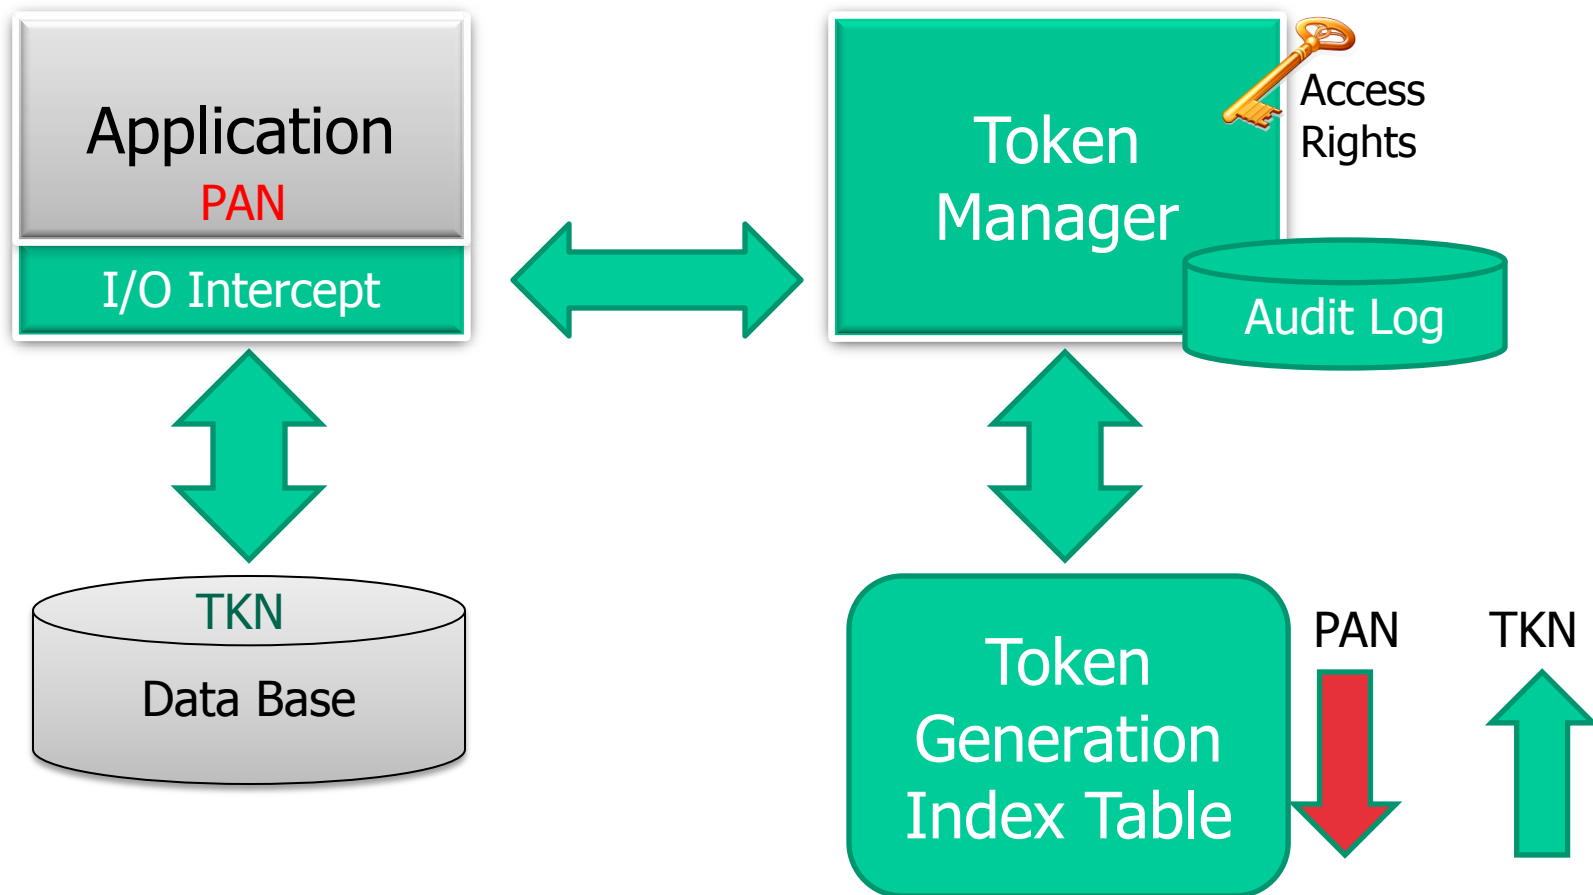 Application
PAN
I/O Intercept
Token
Manager
Access
Rights
Audit Log
TKN
Data Base
Token
Generation
Index Table
PAN
TKN